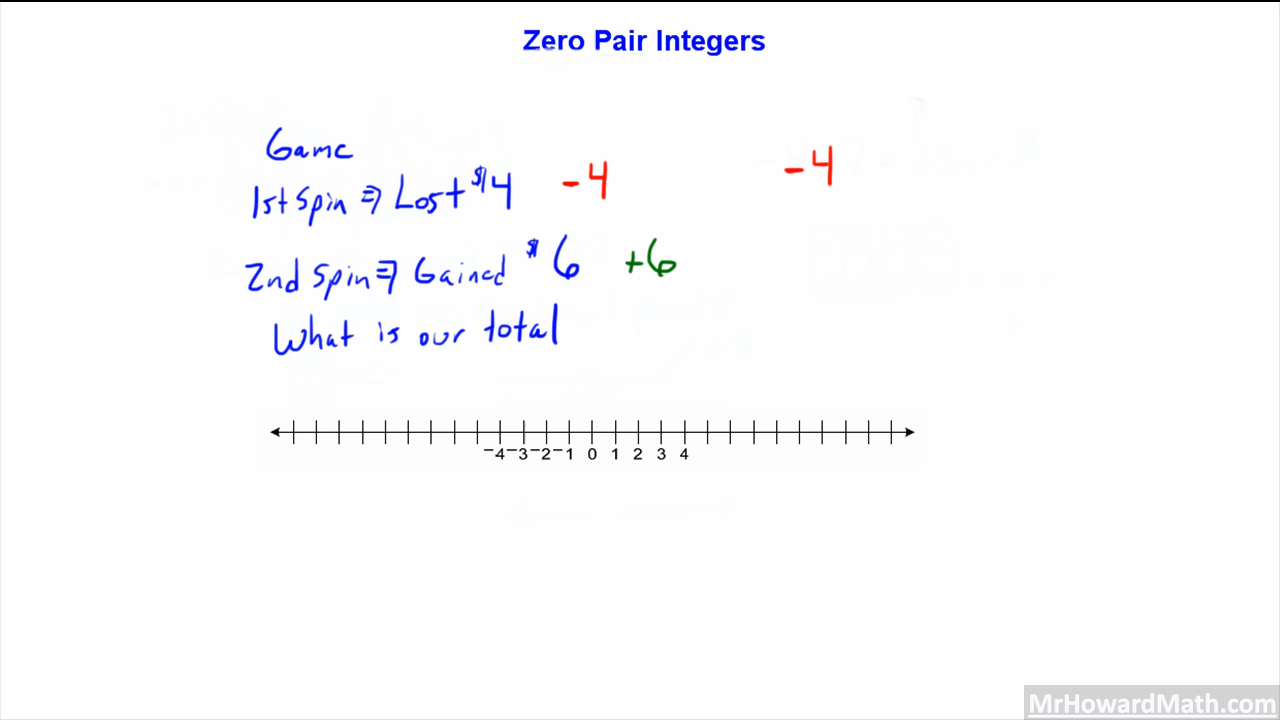 Zero Pair Integers
Game
1st Spin ⇒ Lost $4 -4 -4
2nd Spin ⇒ Gained $6 +6
What is our total
-4 -3 -2 -1 0 1 2 3 4
MrHowardMath.com